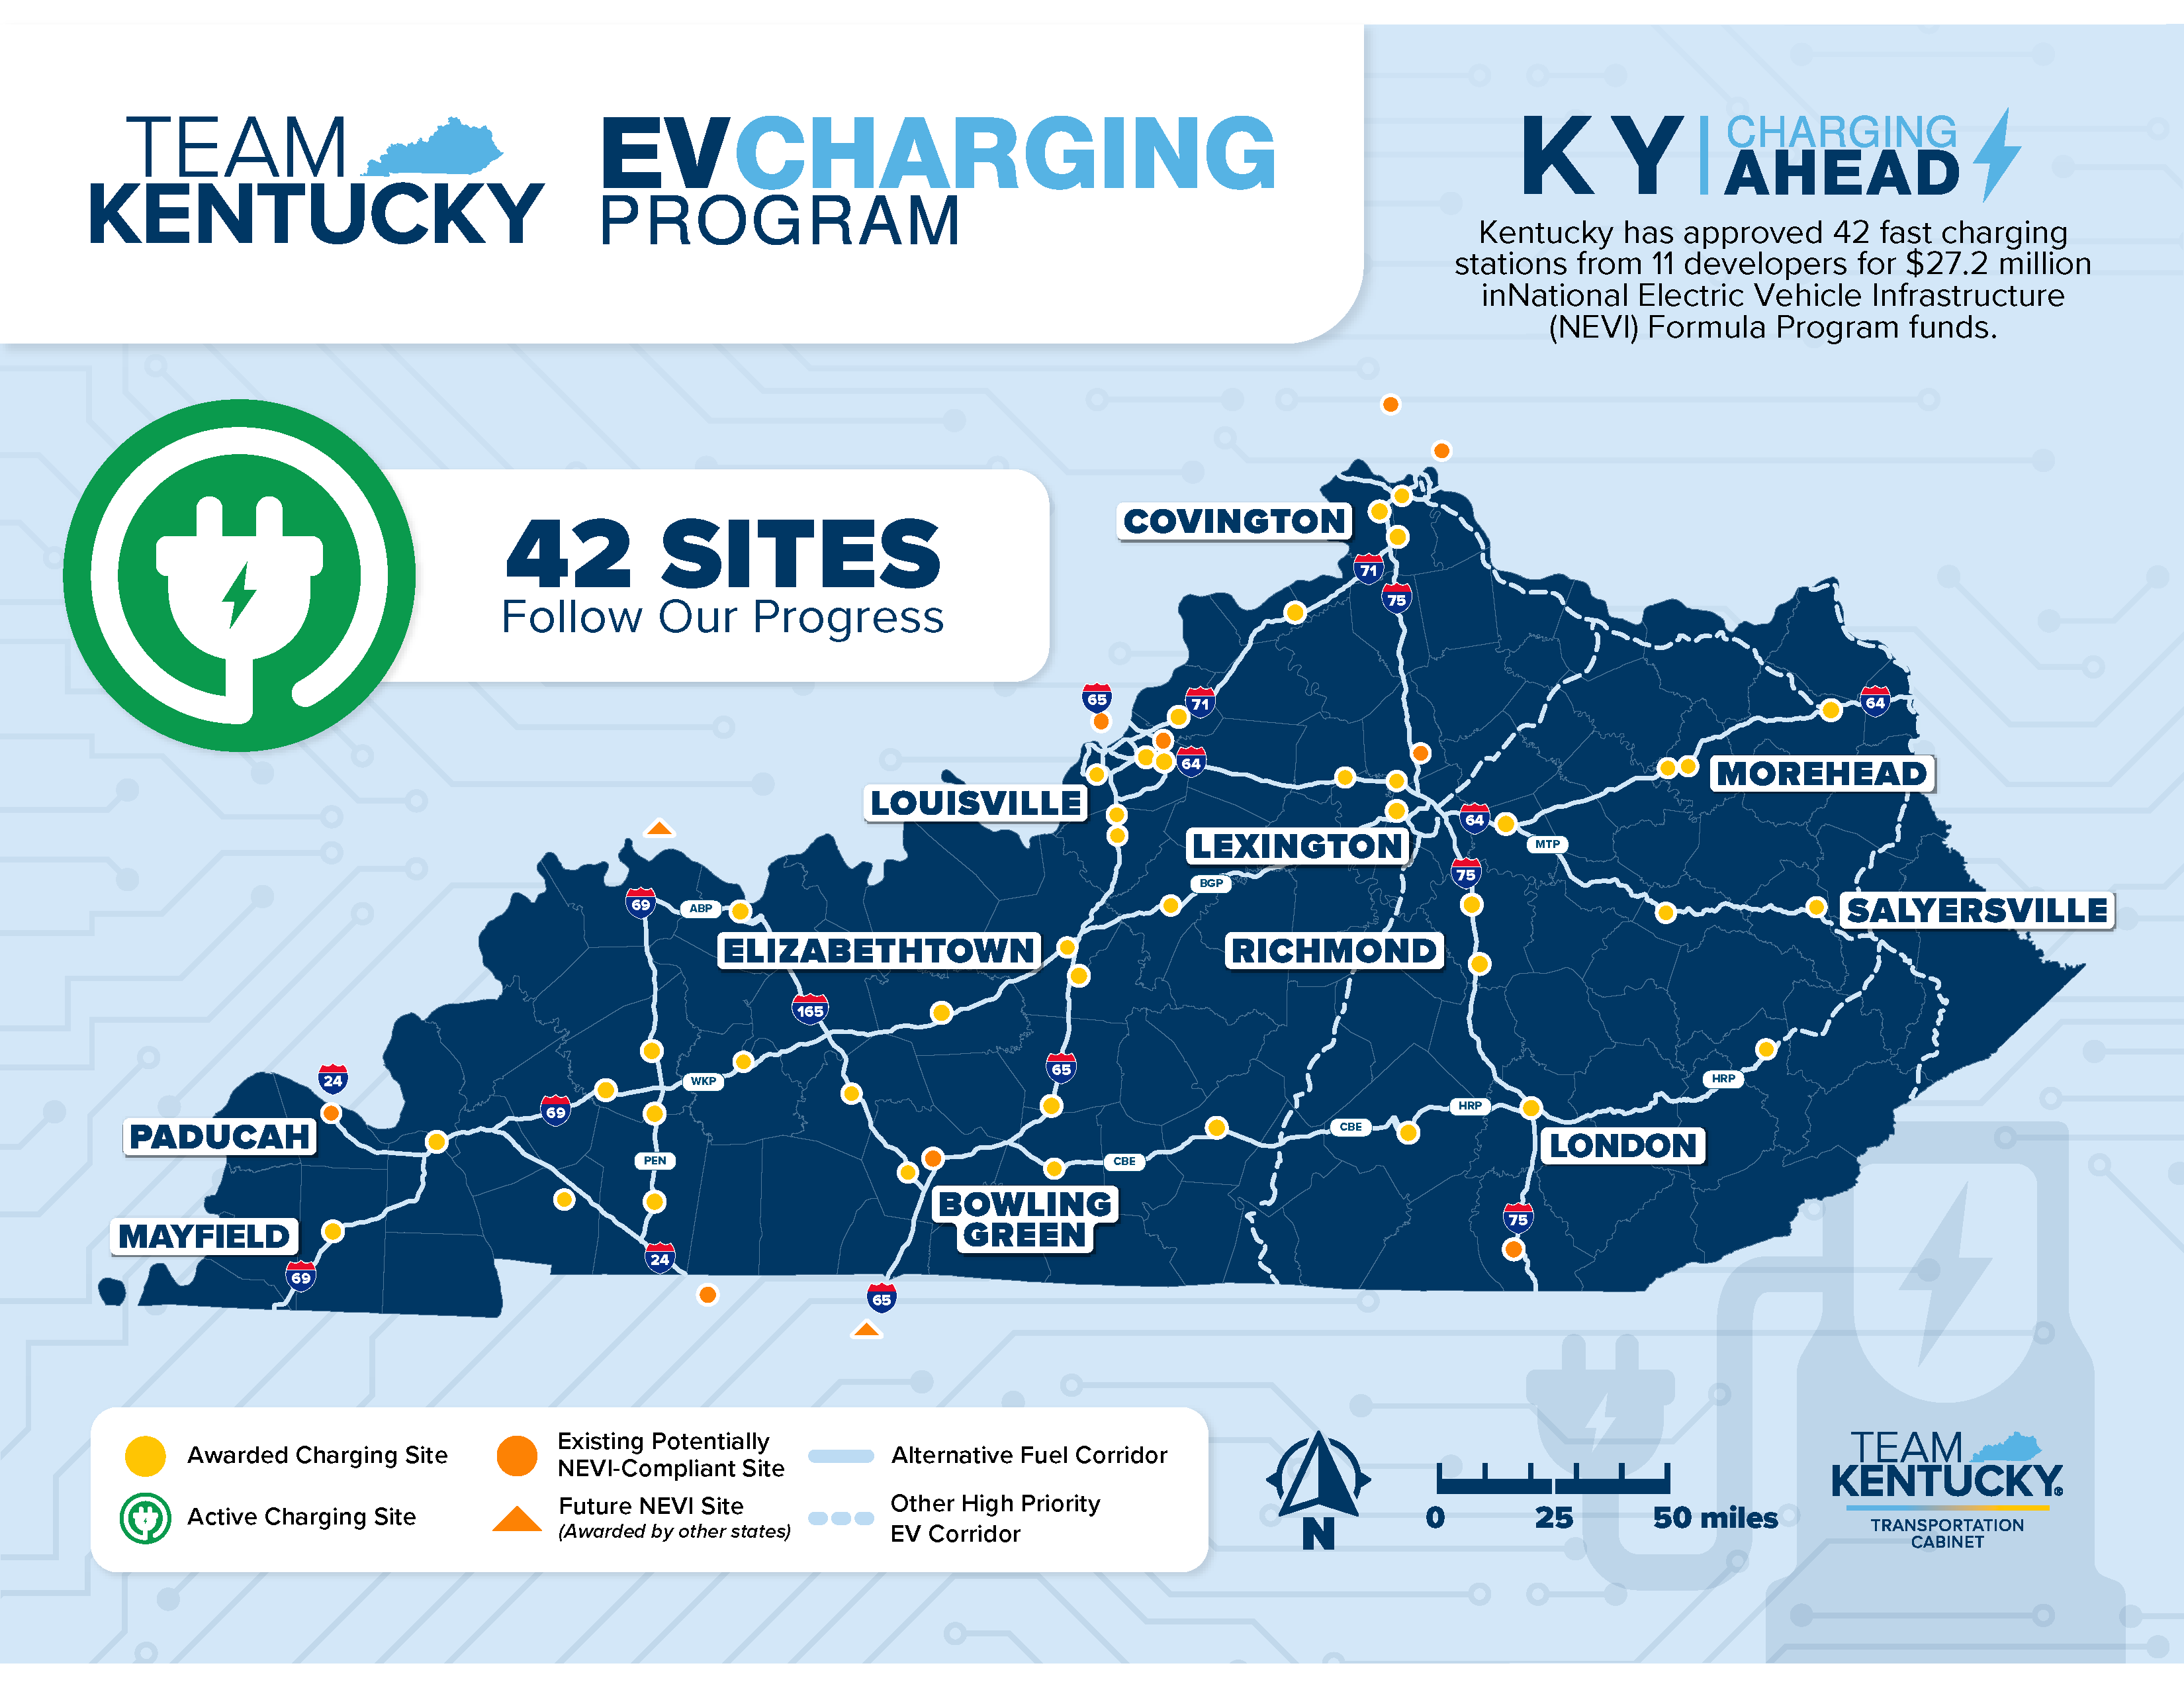 TEAM
KENTUCKY
EVCHARGING
PROGRAM
KY CHARGING
AHEAD
Kentucky has approved 42 fast charging
stations from 11 developers for $27.2 million
inNational Electric Vehicle Infrastructure
(NEVI) Formula Program funds.
42 SITES
Follow Our Progress
COVINGTON
71
75
65
71
64
64
MOREHEAD
LOUISVILLE
64
LEXINGTON
MTP
75
BGP
69
ABP
SALYERSVILLE
ELIZABETHTOWN
RICHMOND
165
65
24
WKP
HRP
69
HRP
PADUCAH
CBE
LONDON
PEN
CBE
BOWLING
GREEN
75
MAYFIELD
24
69
65
Awarded Charging Site
Active Charging Site
Existing Potentially
NEVI-Compliant Site
Future NEVI Site
(Awarded by other states)
Alternative Fuel Corridor
Other High Priority
EV Corridor
N
0 25 50 miles
TEAM
KENTUCKY®
TRANSPORTATION
CABINET